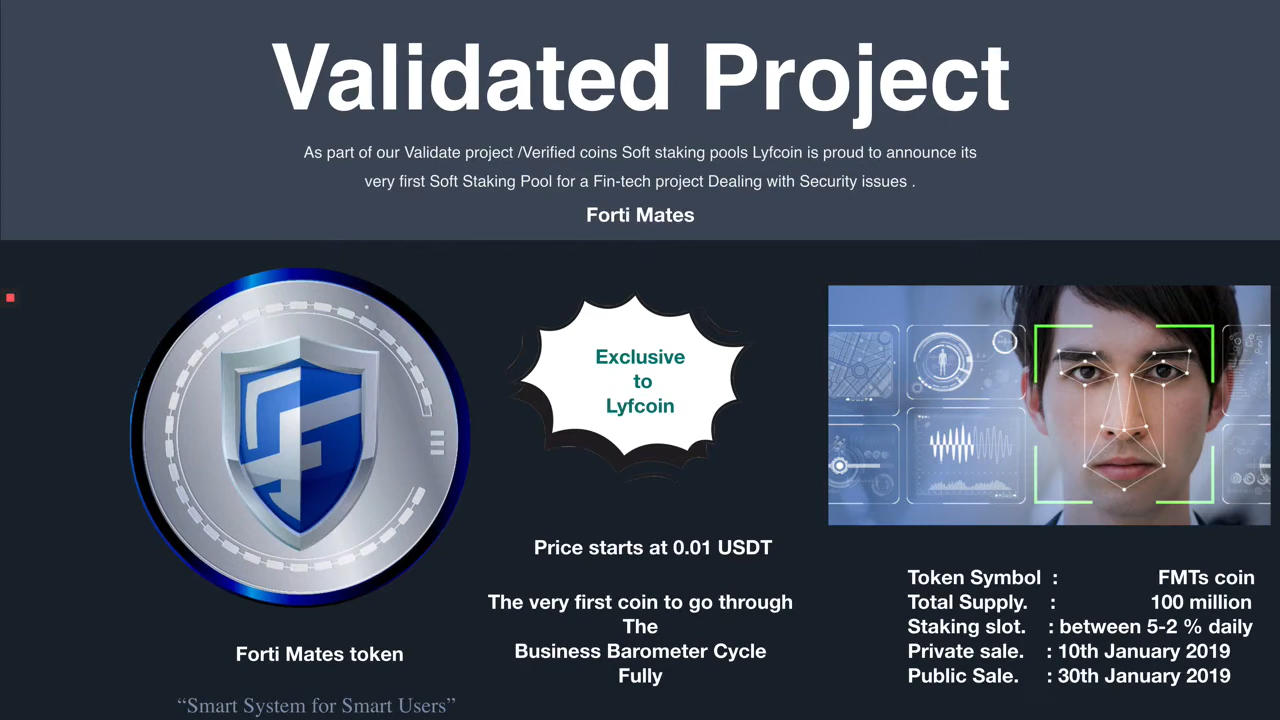 Validated Project
As part of our Validate project /Verified coins Soft staking pools Lyfcoin is proud to announce its
very first Soft Staking Pool for a Fin-tech project Dealing with Security issues .
Forti Mates
Exclusive
to
Lyfcoin
Price starts at 0.01 USDT
The very first coin to go through
The
Business Barometer Cycle
Fully
Forti Mates token
“Smart System for Smart Users”
Token Symbol : FMTs coin
Total Supply. : 100 million
Staking slot. : between 5-2 % daily
Private sale. : 10th January 2019
Public Sale. : 30th January 2019